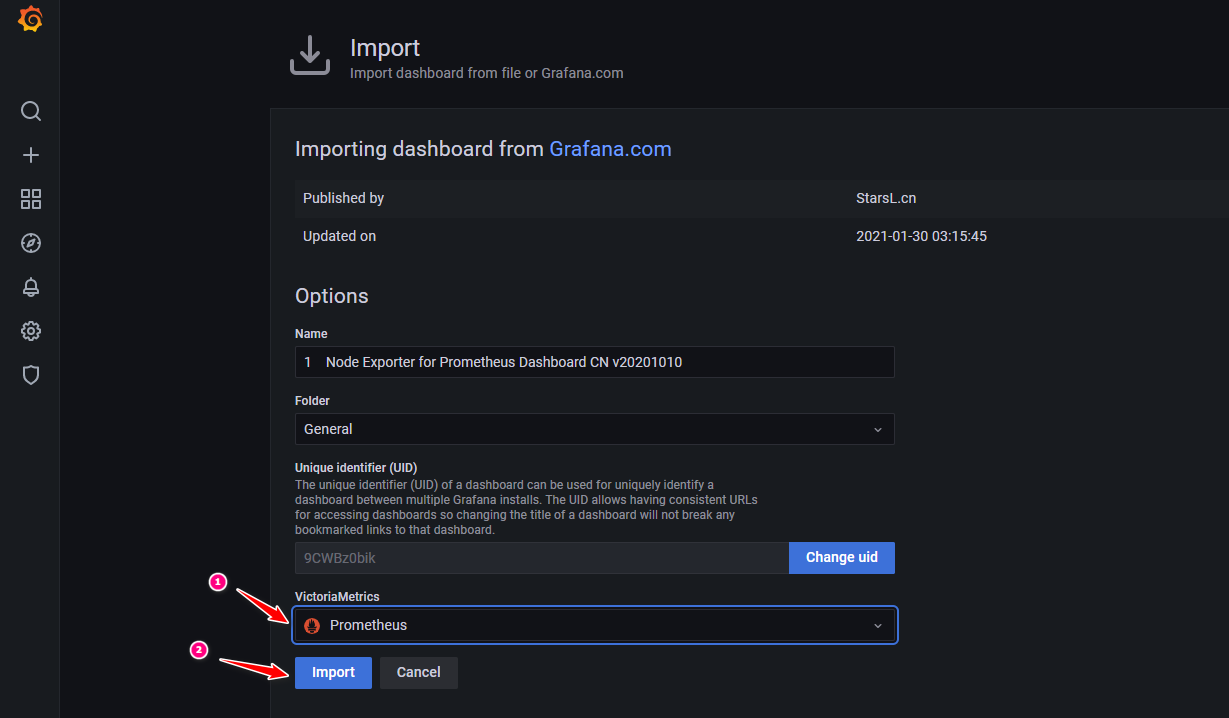 Import
Import dashboard from file or Grafana.com
Importing dashboard from Grafana.com
Published by StarsL.cn
Updated on 2021-01-30 03:15:45
Options
Name
1 Node Exporter for Prometheus Dashboard CN v20201010
Folder
General
Unique identifier (UID)
The unique identifier (UID) of a dashboard can be used for uniquely identify a
dashboard between multiple Grafana installs. The UID allows having consistent URLs
for accessing dashboards so changing the title of a dashboard will not break any
bookmarked links to that dashboard.
9CWBz0bik Change uid
1
VictoriaMetrics
Prometheus
2
Import Cancel